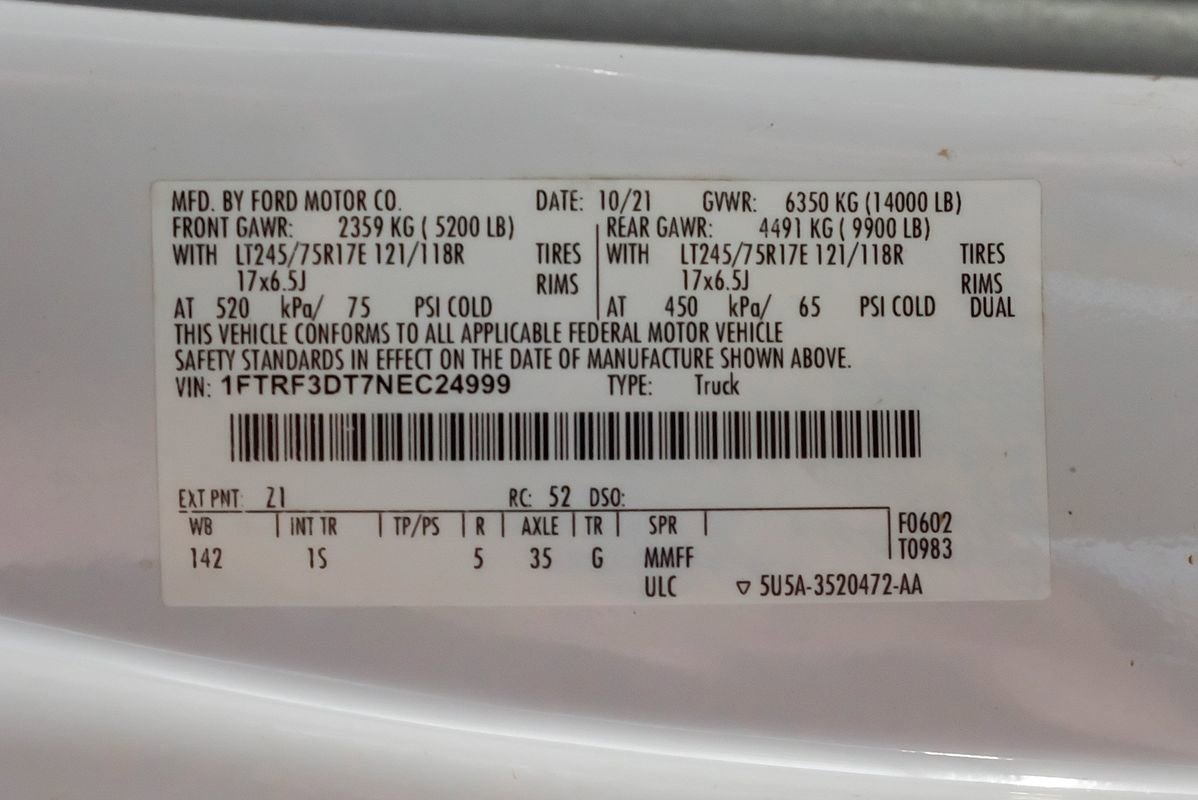 MFD. BY FORD MOTOR CO. DATE: 10/21 GVWR: 6350 KG (14000 LB)
FRONT GAWR: 2359 KG ( 5200 LB) REAR GAWR: 4491 KG ( 9900 LB)
WITH LT245/75R17E 121/118R TIRES WITH LT245/75R17E 121/118R TIRES
17x6.5J RIMS 17x6.5J RIMS
AT 520 kPa/ 75 PSI COLD AT 450 kPa/ 65 PSI COLD DUAL
THIS VEHICLE CONFORMS TO ALL APPLICABLE FEDERAL MOTOR VEHICLE
SAFETY STANDARDS IN EFFECT ON THE DATE OF MANUFACTURE SHOWN ABOVE.
VIN: 1FTRF3DT7NEC24999 TYPE: Truck
EXT PNT: Z1 RC: 52 DSO:
WB INT TR TP/PS R AXLE TR SPR F0602
142 1S 5 35 G MMFF T0983
ULC ▽ 5U5A-3520472-AA